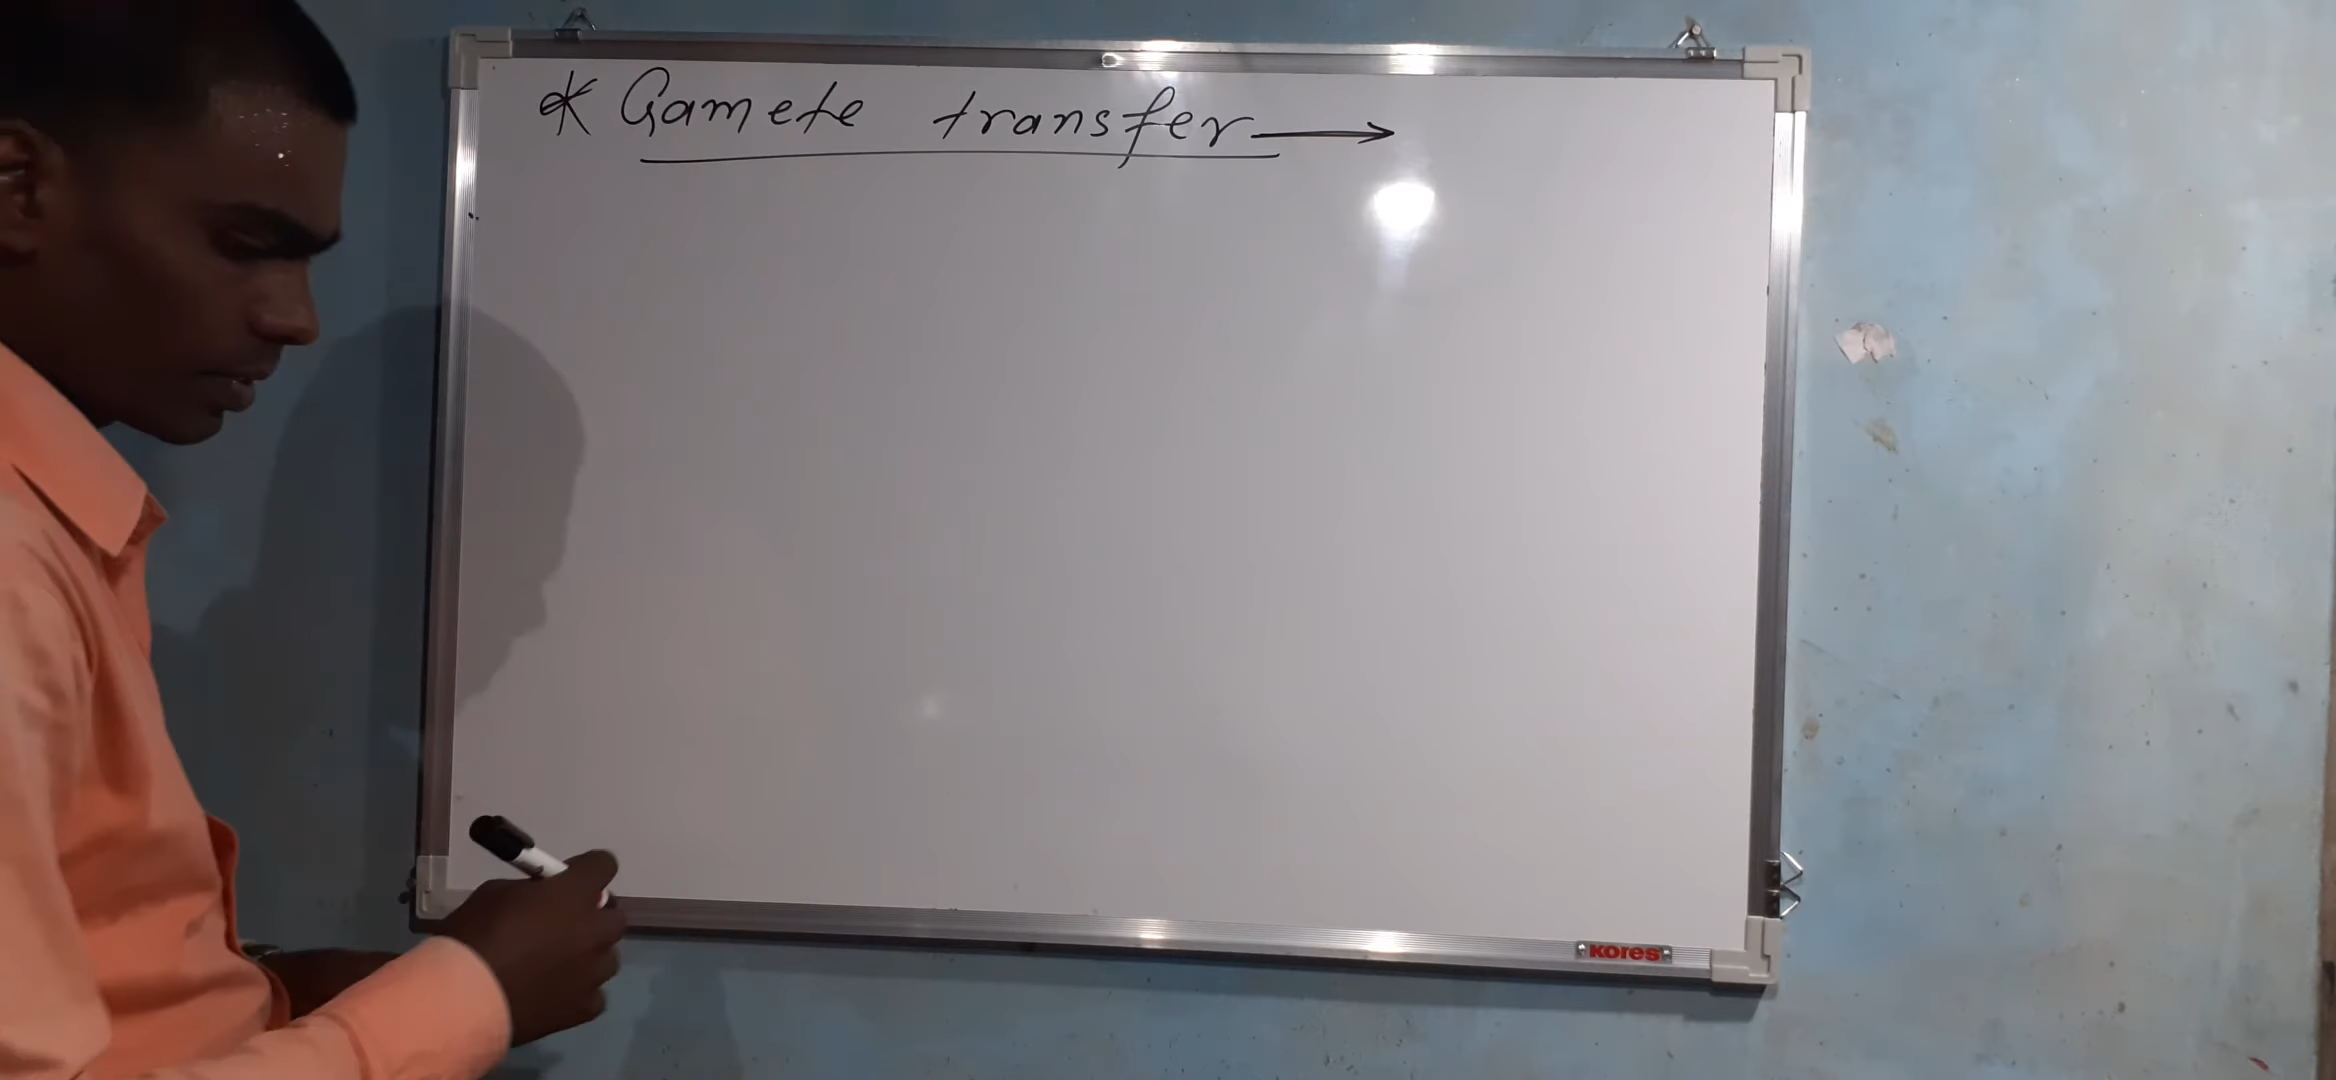 * Gamete transfer →
Kores